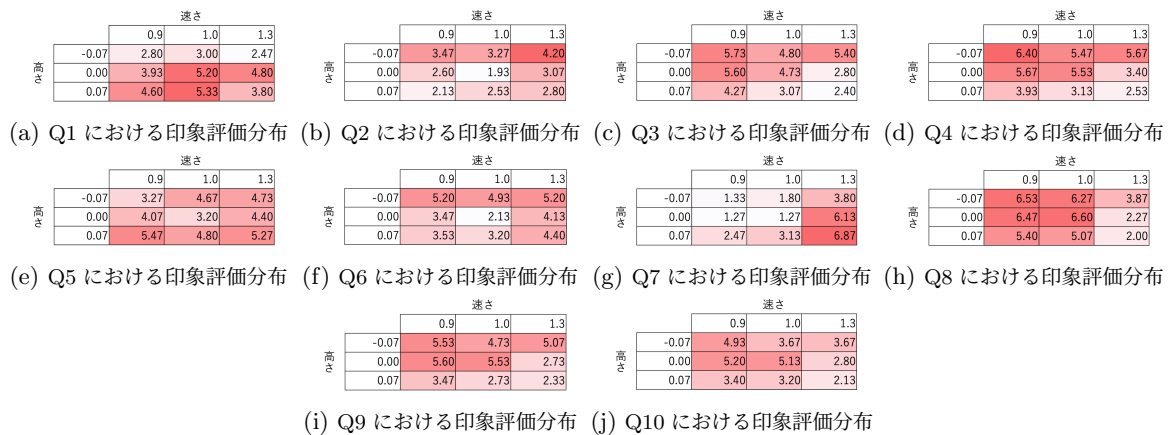 速さ
0.9 1.0 1.3
高さ
-0.07 2.80 3.00 2.47
0.00 3.93 5.20 4.80
0.07 4.60 5.33 3.80
(a) Q1 における印象評価分布
速さ
0.9 1.0 1.3
高さ
-0.07 3.47 3.27 4.20
0.00 2.60 1.93 3.07
0.07 2.13 2.53 2.80
(b) Q2 における印象評価分布
速さ
0.9 1.0 1.3
高さ
-0.07 5.73 4.80 5.40
0.00 5.60 4.73 2.80
0.07 4.27 3.07 2.40
(c) Q3 における印象評価分布
速さ
0.9 1.0 1.3
高さ
-0.07 6.40 5.47 5.67
0.00 5.67 5.53 3.40
0.07 3.93 3.13 2.53
(d) Q4 における印象評価分布
速さ
0.9 1.0 1.3
高さ
-0.07 3.27 4.67 4.73
0.00 4.07 3.20 4.40
0.07 5.47 4.80 5.27
(e) Q5 における印象評価分布
速さ
0.9 1.0 1.3
高さ
-0.07 5.20 4.93 5.20
0.00 3.47 2.13 4.13
0.07 3.53 3.20 4.40
(f) Q6 における印象評価分布
速さ
0.9 1.0 1.3
高さ
-0.07 1.33 1.80 3.80
0.00 1.27 1.27 6.13
0.07 2.47 3.13 6.87
(g) Q7 における印象評価分布
速さ
0.9 1.0 1.3
高さ
-0.07 6.53 6.27 3.87
0.00 6.47 6.60 2.27
0.07 5.40 5.07 2.00
(h) Q8 における印象評価分布
速さ
0.9 1.0 1.3
高さ
-0.07 5.53 4.73 5.07
0.00 5.60 5.53 2.73
0.07 3.47 2.73 2.33
(i) Q9 における印象評価分布
速さ
0.9 1.0 1.3
高さ
-0.07 4.93 3.67 3.67
0.00 5.20 5.13 2.80
0.07 3.40 3.20 2.13
(j) Q10 における印象評価分布